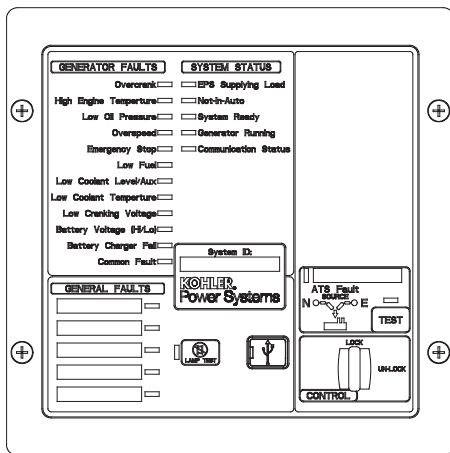 GENERATOR FAULTS
Overcrank
High Engine Temperture
Low Oil Pressure
Overspeed
Emergency Stop
Low Fuel
Low Coolant Level/Aux
Low Coolant Temperture
Low Cranking Voltage
Battery Voltage (Hi/Lo)
Battery Charger Fail
Common Fault
SYSTEM STATUS
EPS Supplying Load
Not-in-Auto
System Ready
Generator Running
Communication Status
System ID:
KOHLER
Power Systems
GENERAL FAULTS
LAMP TEST
ATS Fault
SOURCE
N E
TEST
LOCK
UN-LOCK
CONTROL